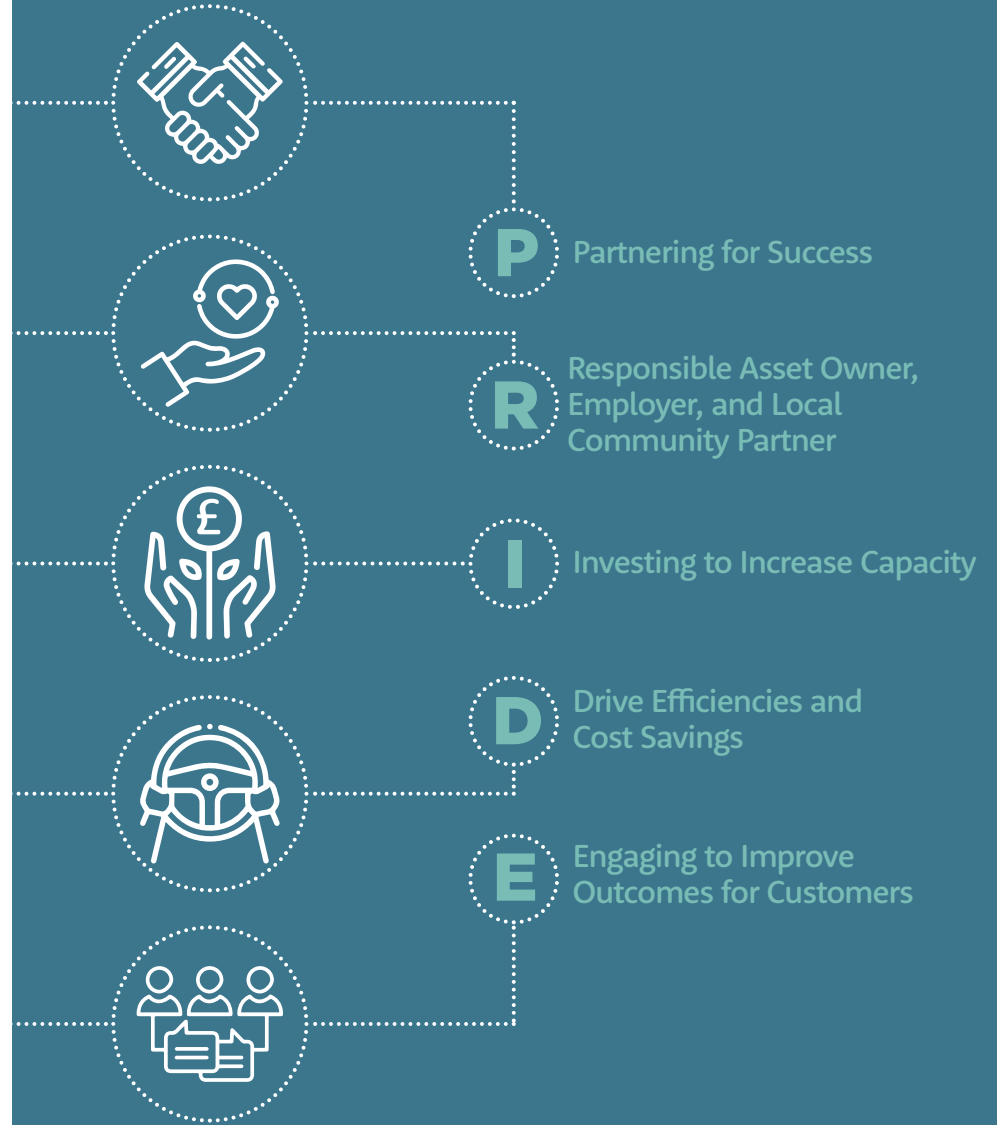 £
P
Partnering for Success
R
Responsible Asset Owner,
Employer, and Local
Community Partner
I
Investing to Increase Capacity
D
Drive Efficiencies and
Cost Savings
E
Engaging to Improve
Outcomes for Customers